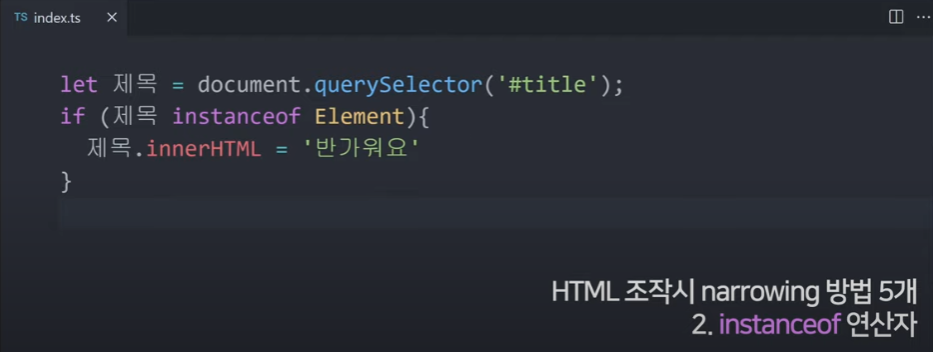 TS index.ts ×
let 제목 = document.querySelector('#title');
if (제목 instanceof Element){
제목.innerHTML = '반가워요'
}
HTML 조작시 narrowing 방법 5개
2. instanceof 연산자